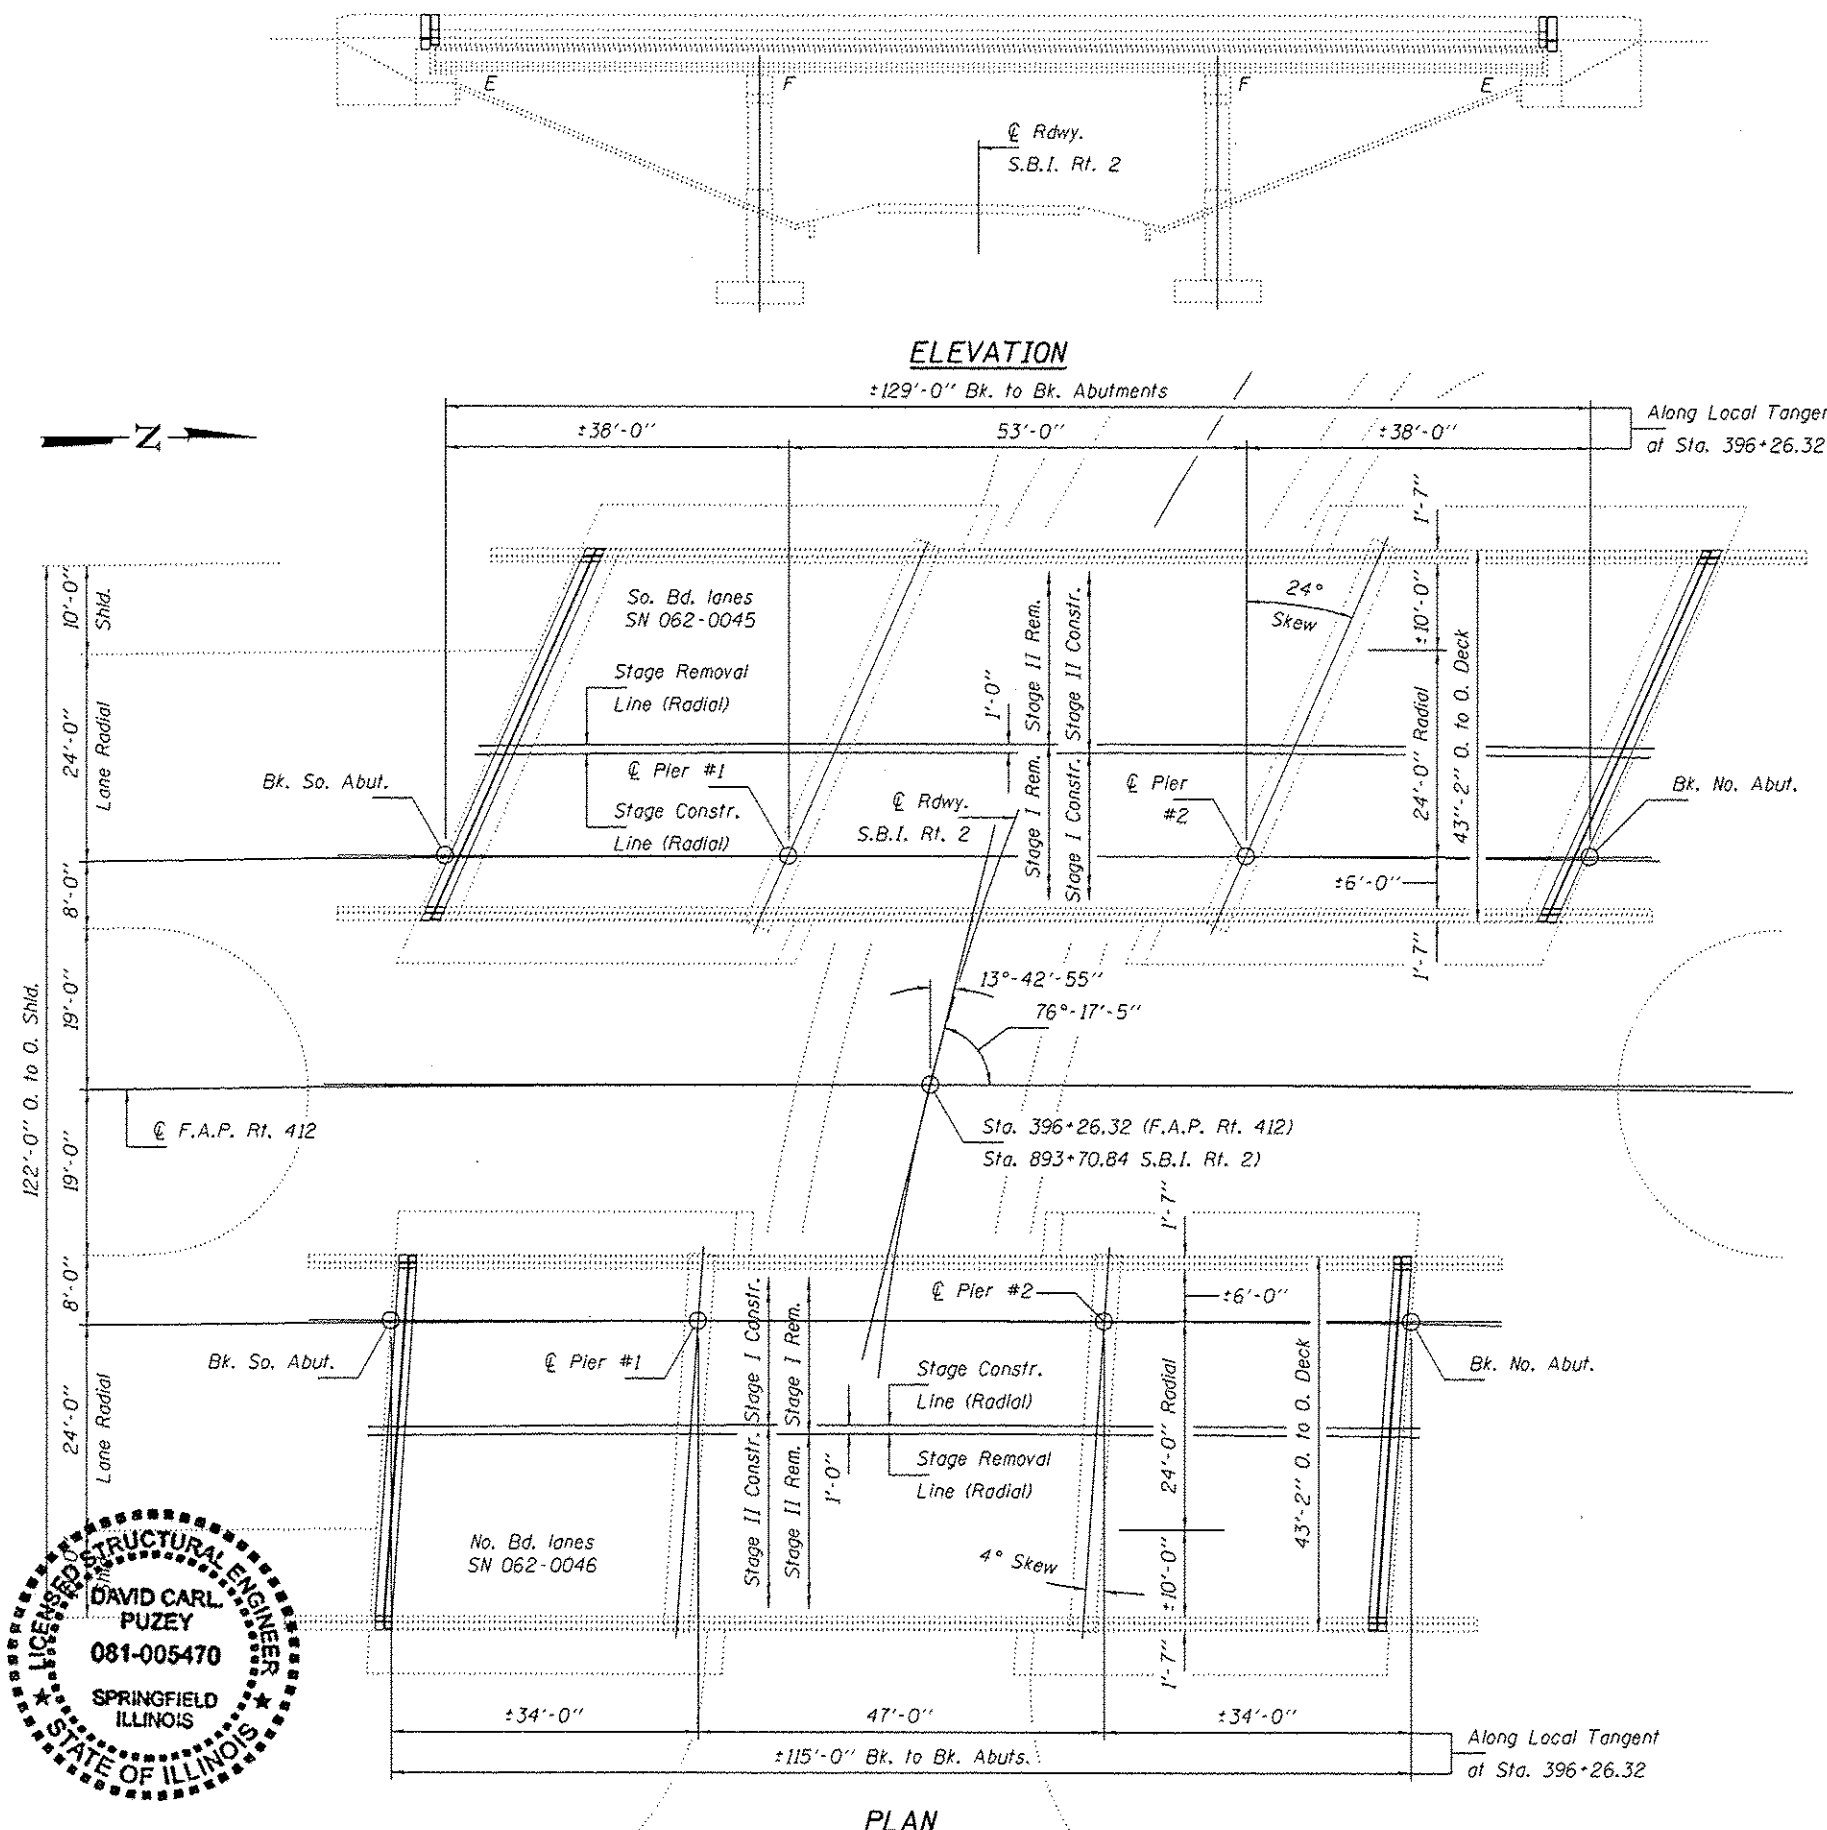 E
F
F
E
℄ Rdwy.
S.B.I. Rt. 2
ELEVATION
±129'-0" Bk. to Bk. Abutments
Along Local Tanger
at Sta. 396+26.32
±38'-0"
53'-0"
±38'-0"
N
1'-7"
10'-0"
Shld.
So. Bd. lanes
SN 062-0045
24°
Skew
±10'-0"
Stage II Rem.
Stage II Constr.
Stage Removal
Line (Radial)
1'-0"
24'-0"
Lane Radial
24'-0" Radial
43'-2" O. to O. Deck
Bk. So. Abut.
℄ Pier #1
℄ Rdwy.
S.B.I. Rt. 2
Stage I Rem.
Stage I Constr.
℄ Pier
#2
Bk. No. Abut.
Stage Constr.
Line (Radial)
8'-0"
±6'-0"
1'-7"
19'-0"
13°-42'-55"
76°-17'-5"
122'-0" O. to O. Shld.
℄ F.A.P. Rt. 412
Sta. 396+26.32 (F.A.P. Rt. 412)
Sta. 893+70.84 S.B.I. Rt. 2)
19'-0"
1'-7"
8'-0"
℄ Pier #2
±6'-0"
Stage I Constr.
Stage I Rem.
Bk. So. Abut.
℄ Pier #1
Bk. No. Abut.
Stage Constr.
Line (Radial)
24'-0"
Lane Radial
24'-0" Radial
43'-2" O. to O. Deck
Stage II Constr.
Stage II Rem.
1'-0"
Stage Removal
Line (Radial)
No. Bd. lanes
SN 062-0046
4° Skew
±10'-0"
1'-7"
LICENSED STRUCTURAL ENGINEER
DAVID CARL
PUZEY
081-005470
SPRINGFIELD
ILLINOIS
STATE OF ILLINOIS
±34'-0"
47'-0"
±34'-0"
±115'-0" Bk. to Bk. Abuts.
Along Local Tangent
at Sta. 396+26.32
PLAN